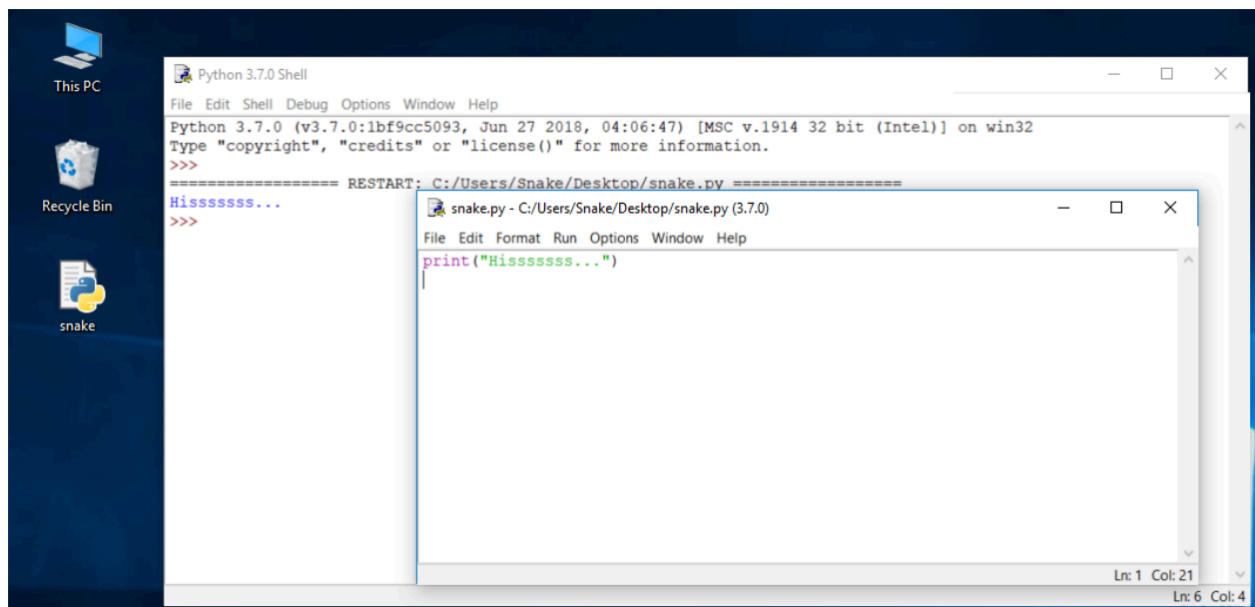 This PC
Recycle Bin
snake
Python 3.7.0 Shell
File Edit Shell Debug Options Window Help
Python 3.7.0 (v3.7.0:1bf9cc5093, Jun 27 2018, 04:06:47) [MSC v.1914 32 bit (Intel)] on win32
Type "copyright", "credits" or "license()" for more information.
>>>
================== RESTART: C:/Users/Snake/Desktop/snake.py ==================
Hisssssss...
>>>
snake.py - C:/Users/Snake/Desktop/snake.py (3.7.0)
File Edit Format Run Options Window Help
print("Hisssssss...")
Ln: 1 Col: 21
Ln: 6 Col: 4